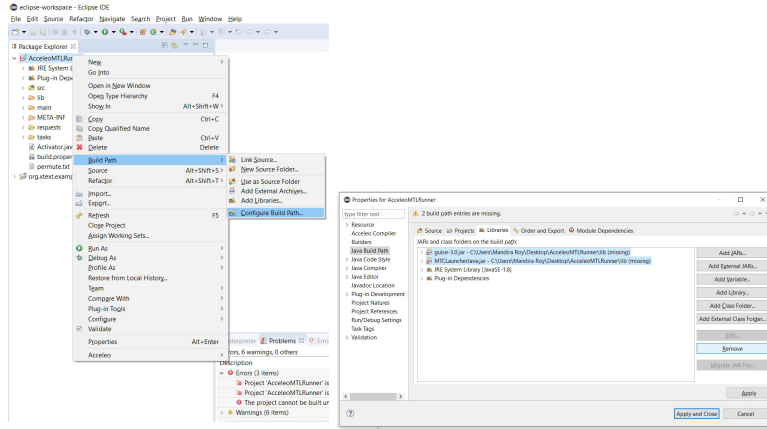 eclipse-workspace - Eclipse IDE
File Edit Source Refactor Navigate Search Project Run Window Help
Package Explorer
AcceleoMTLRun
JRE System L
Plug-in Depe
src
lib
main
META-INF
requests
tasks
Activator.jav
build.proper
permute.txt
org.xtext.examp
New
Go Into
Open in New Window
Open Type Hierarchy F4
Show In Alt+Shift+W
Copy Ctrl+C
Copy Qualified Name
Paste Ctrl+V
Delete Delete
Build Path
Source Alt+Shift+S
Refactor Alt+Shift+T
Import...
Export...
Refresh F5
Close Project
Assign Working Sets...
Run As
Debug As
Profile As
Restore from Local History...
Team
Compare With
Plug-in Tools
Configure
Validate
Properties Alt+Enter
Acceleo
Link Source...
New Source Folder...
Use as Source Folder
Add External Archives...
Add Libraries...
Configure Build Path...
nterpreter Problems Erro
rors, 6 warnings, 0 others
Description
Errors (3 items)
Project 'AcceleoMTLRunner' is
Project 'AcceleoMTLRunner' is
The project cannot be built un
Warnings (6 items)
Properties for AcceleoMTLRunner
type filter text
2 build path entries are missing.
Resource
Acceleo Compiler
Builders
Java Build Path
Java Code Style
Java Compiler
Java Editor
Javadoc Location
Plug-in Development
Project Natures
Project References
Run/Debug Settings
Task Tags
Validation
Source Projects Libraries Order and Export Module Dependencies
JARs and class folders on the build path:
guice-3.0.jar - C:\Users\Mandira Roy\Desktop\AcceleoMTLRunner\lib (missing)
MTCLauncherJava.jar - C:\Users\Mandira Roy\Desktop\AcceleoMTLRunner\lib (missing)
JRE System Library [JavaSE-1.8]
Plug-in Dependencies
Add JARs...
Add External JARs...
Add Variable...
Add Library...
Add Class Folder...
Add External Class Folder...
Edit...
Remove
Migrate JAR File...
Apply
Apply and Close Cancel